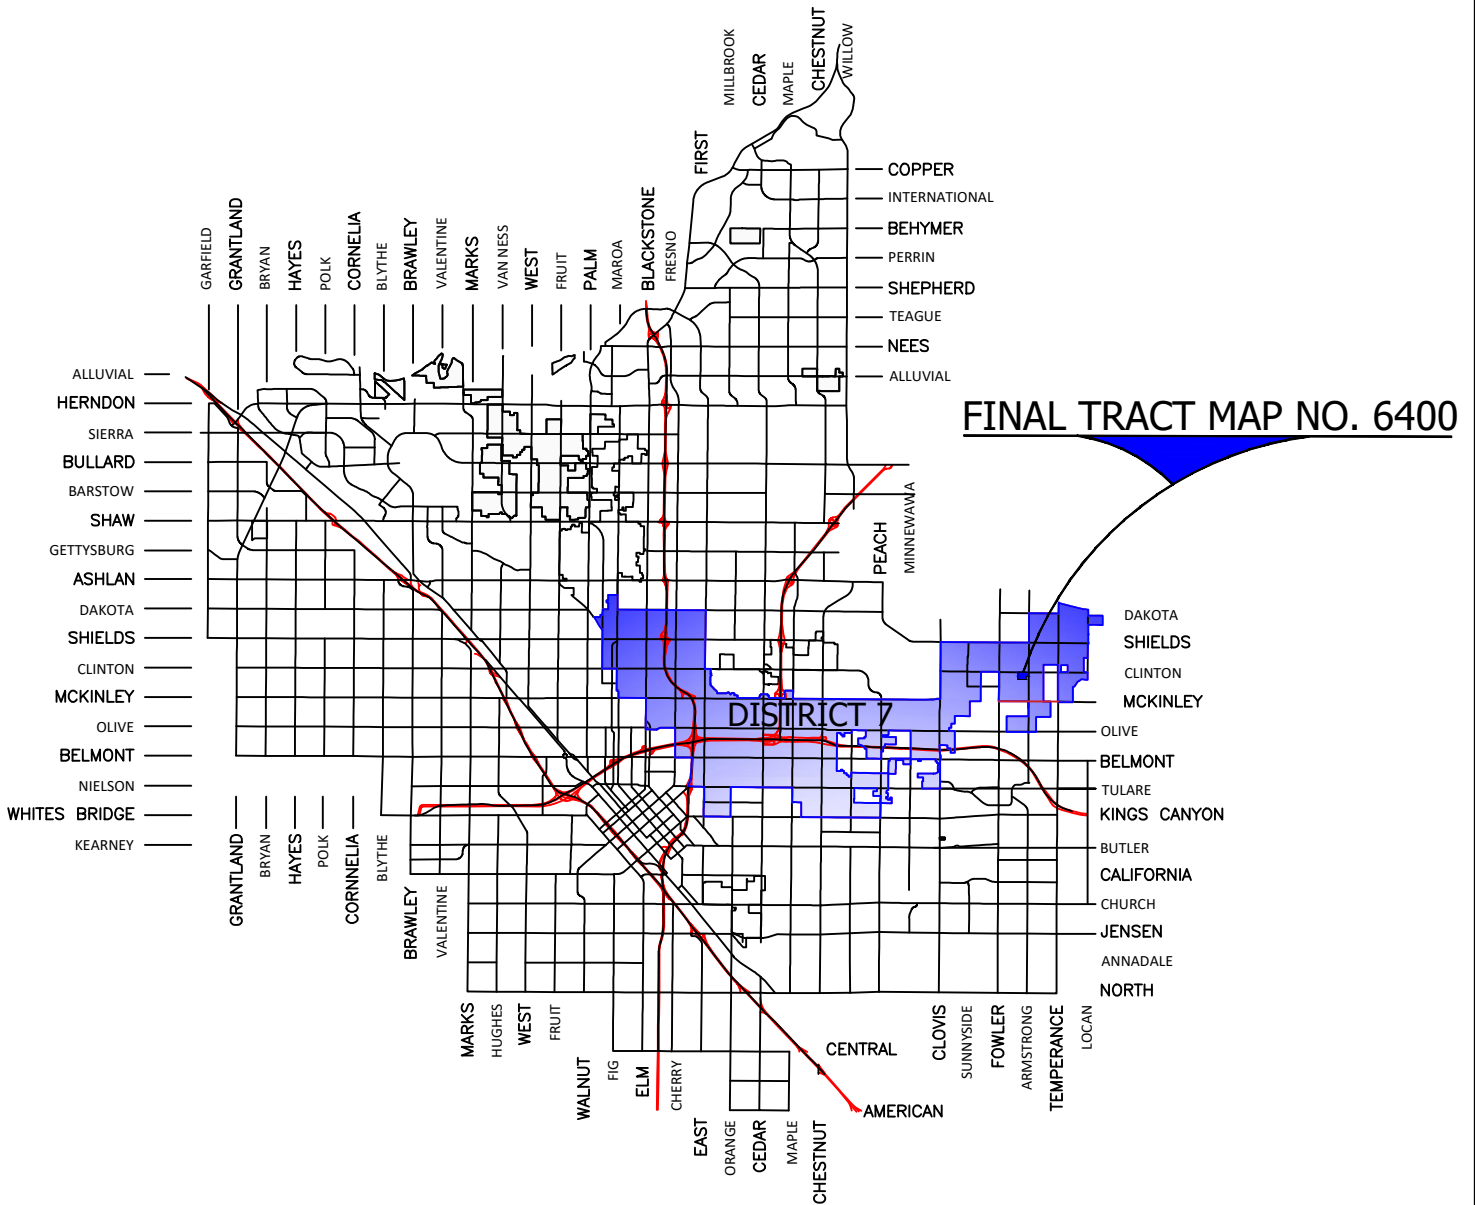 MILLBROOK
CEDAR
MAPLE
CHESTNUT
WILLOW
FIRST
COPPER
INTERNATIONAL
BEHYMER
PERRIN
SHEPHERD
TEAGUE
NEES
ALLUVIAL
GARFIELD
GRANTLAND
BRYAN
HAYES
POLK
CORNELIA
BLYTHE
BRAWLEY
VALENTINE
MARKS
VAN NESS
WEST
FRUIT
PALM
MAROA
BLACKSTONE
FRESNO
ALLUVIAL
HERNDON
SIERRA
BULLARD
BARSTOW
SHAW
GETTYSBURG
ASHLAN
DAKOTA
SHIELDS
CLINTON
MCKINLEY
OLIVE
BELMONT
NIELSON
WHITES BRIDGE
KEARNEY
FINAL TRACT MAP NO. 6400
PEACH
MINNEWAWA
DAKOTA
SHIELDS
CLINTON
MCKINLEY
OLIVE
BELMONT
TULARE
KINGS CANYON
BUTLER
CALIFORNIA
CHURCH
JENSEN
ANNADALE
NORTH
DISTRICT 7
GRANTLAND
BRYAN
HAYES
POLK
CORNNELIA
BLYTHE
BRAWLEY
VALENTINE
MARKS
HUGHES
WEST
FRUIT
WALNUT
FIG
ELM
CHERRY
EAST
ORANGE
CEDAR
MAPLE
CHESTNUT
CENTRAL
AMERICAN
CLOVIS
SUNNYSIDE
FOWLER
ARMSTRONG
TEMPERANCE
LOCAN